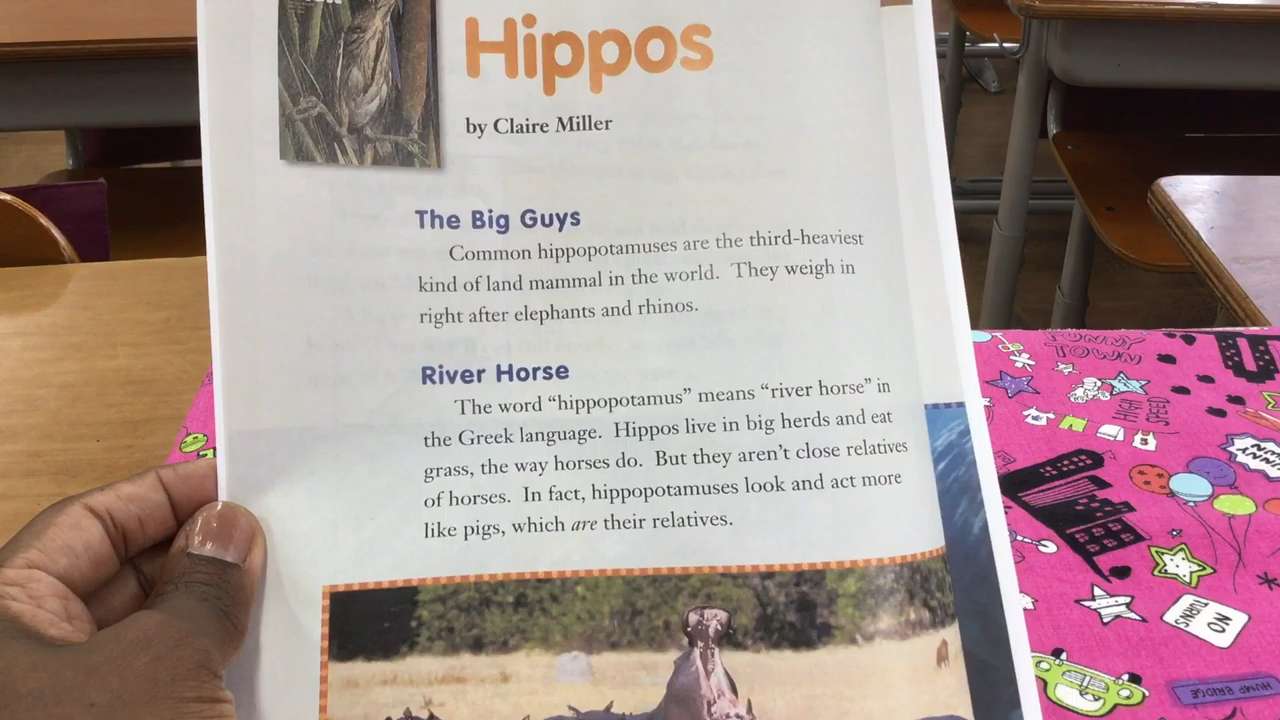 Hippos
by Claire Miller
The Big Guys
Common hippopotamuses are the third-heaviest
kind of land mammal in the world. They weigh in
right after elephants and rhinos.
River Horse
The word “hippopotamus” means “river horse” in
the Greek language. Hippos live in big herds and eat
grass, the way horses do. But they aren’t close relatives
of horses. In fact, hippopotamuses look and act more
like pigs, which are their relatives.
FUNNY
TOWN
HIGH
SPEED
NO
TURNS
HUMP BRIDGE